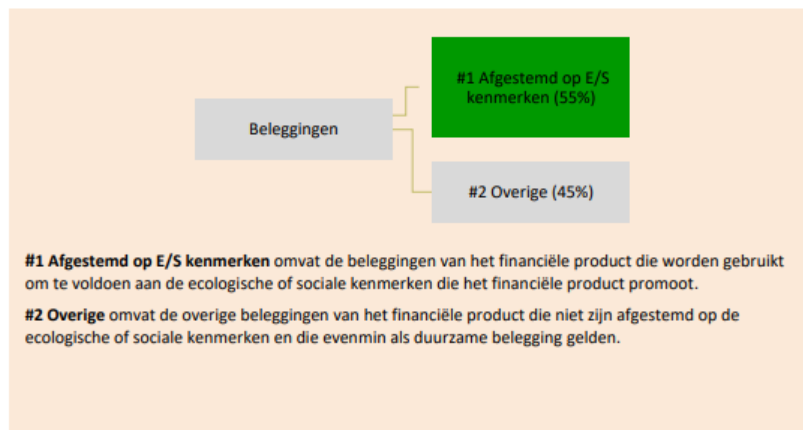 #1 Afgestemd op E/S
kenmerken (55%)
Beleggingen
#2 Overige (45%)
#1 Afgestemd op E/S kenmerken omvat de beleggingen van het financiële product die worden gebruikt
om te voldoen aan de ecologische of sociale kenmerken die het financiële product promoot.
#2 Overige omvat de overige beleggingen van het financiële product die niet zijn afgestemd op de
ecologische of sociale kenmerken en die evenmin als duurzame belegging gelden.